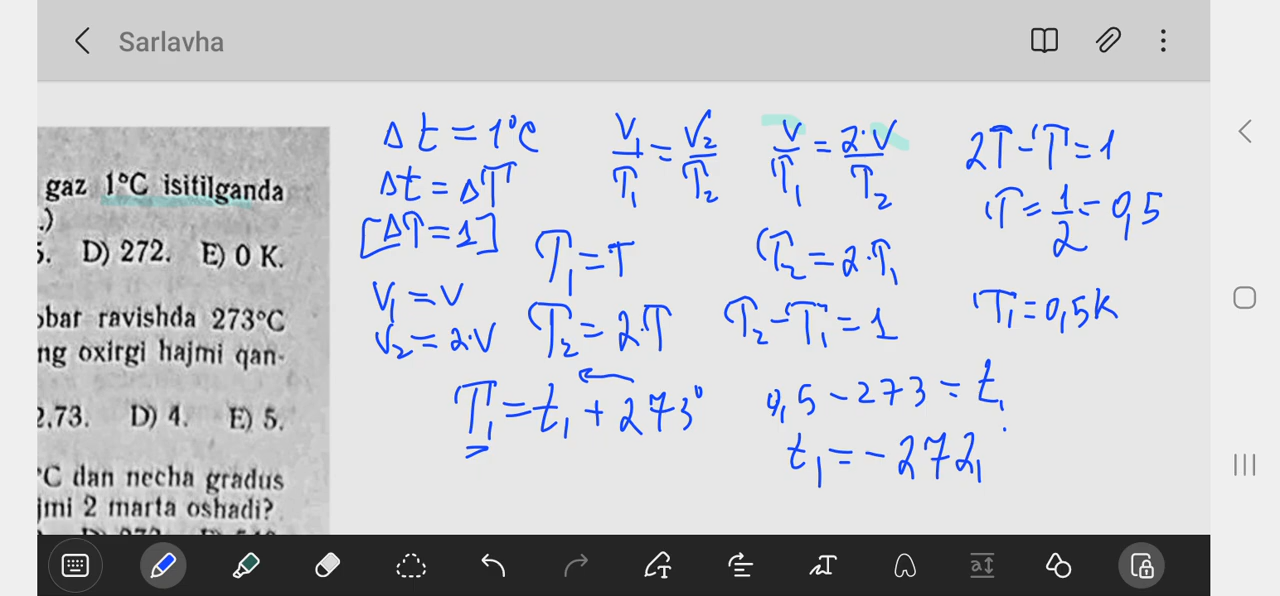 Sarlavha
gaz 1°C isitilganda
.)
5. D) 272. E) 0 K.
obar ravishda 273°C
ng oxirgi hajmi qan-
2,73. D) 4. E) 5.
°C dan necha gradus
jmi 2 marta oshadi?
Δt = 1°C
Δt = ΔT
[ΔT = 1]
V₁ = V
V₂ = 2·V
V₁/T₁ = V₂/T₂
T₁ = T
T₂ = 2·T
T₁ = t₁ + 273°
V/T₁ = 2·V/T₂
T₂ = 2·T₁
T₂ - T₁ = 1
0,5 - 273 = t₁
t₁ = -272,
2T - T = 1
T = 1/2 = 0,5
T₁ = 0,5K